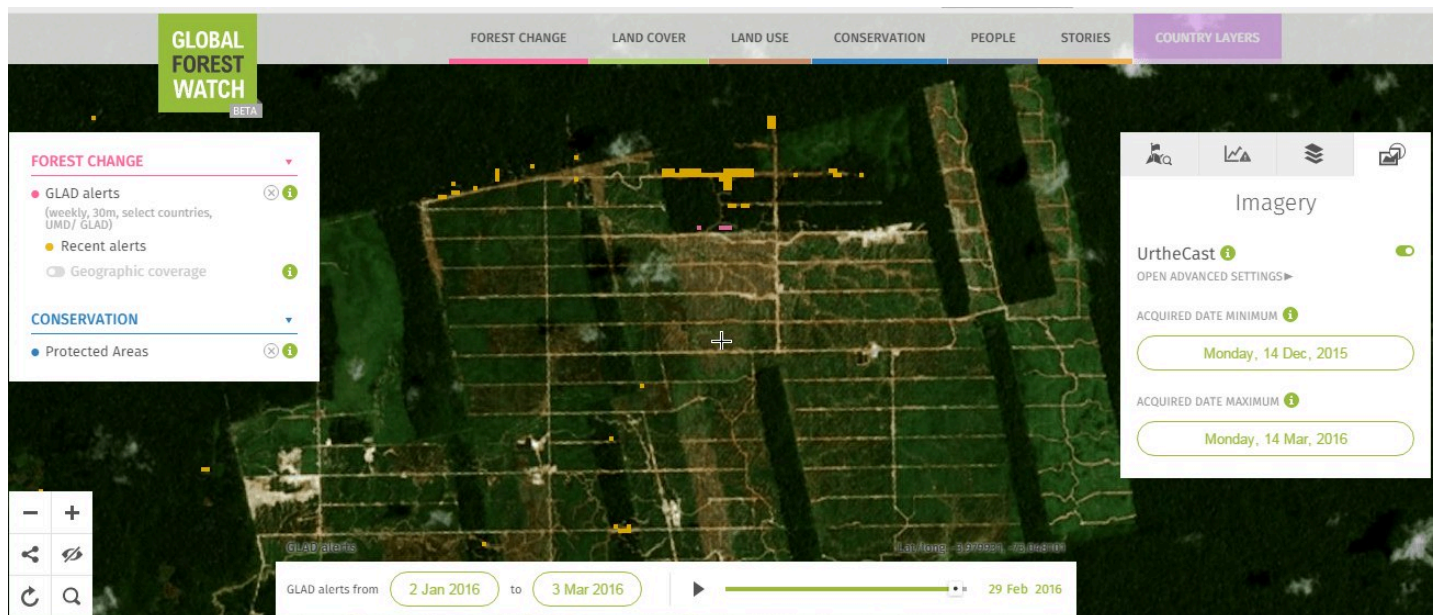 GLOBAL
FOREST
WATCH
BETA
FOREST CHANGE
LAND COVER
LAND USE
CONSERVATION
PEOPLE
STORIES
COUNTRY LAYERS
FOREST CHANGE
GLAD alerts
(weekly, 30m, select countries,
UMD/ GLAD)
Recent alerts
Geographic coverage
CONSERVATION
Protected Areas
Imagery
UrtheCast
OPEN ADVANCED SETTINGS
ACQUIRED DATE MINIMUM
Monday, 14 Dec, 2015
ACQUIRED DATE MAXIMUM
Monday, 14 Mar, 2016
GLAD alerts
Lat/long
GLAD alerts from 2 Jan 2016 to 3 Mar 2016 29 Feb 2016